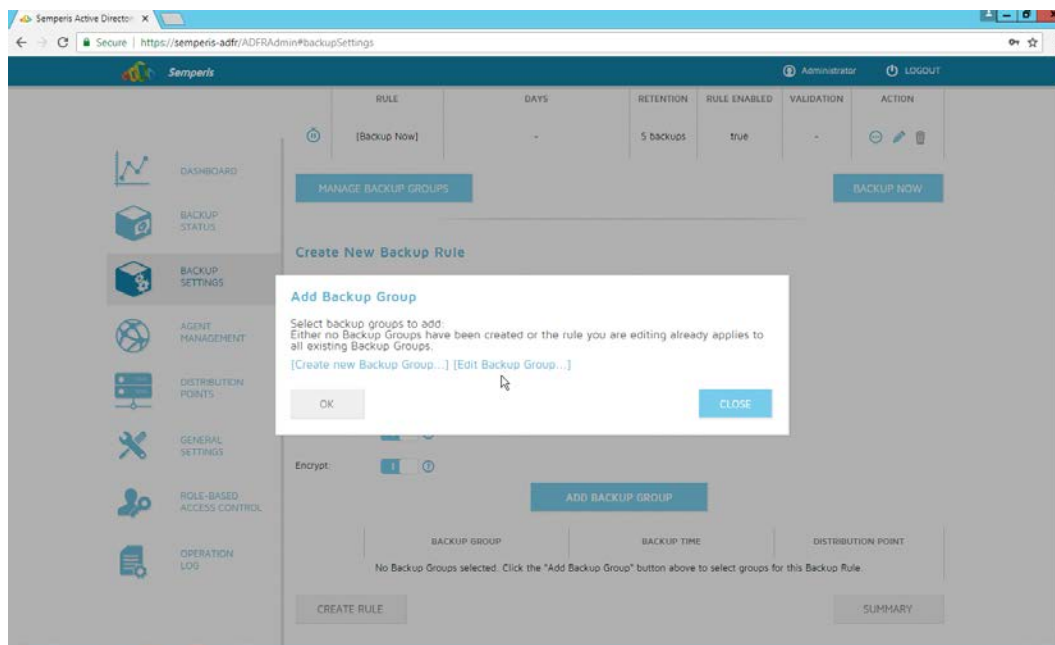 Semperis Active Director
Secure | https://semperis-adfr/ADFRAdmin#backupSettings
Semperis
Administrator
LOGOUT
RULE DAYS RETENTION RULE ENABLED VALIDATION ACTION
[Backup Now] - 5 backups true -
DASHBOARD
MANAGE BACKUP GROUPS BACKUP NOW
BACKUP
STATUS
Create New Backup Rule
BACKUP
SETTINGS
Add Backup Group
Select backup groups to add:
Either no Backup Groups have been created or the rule you are editing already applies to
all existing Backup Groups.
[Create new Backup Group...] [Edit Backup Group...]
OK CLOSE
AGENT
MANAGEMENT
DISTRIBUTION
POINTS
GENERAL
SETTINGS
Encrypt:
ROLE-BASED
ACCESS CONTROL
ADD BACKUP GROUP
BACKUP GROUP BACKUP TIME DISTRIBUTION POINT
OPERATION
LOG
No Backup Groups selected. Click the "Add Backup Group" button above to select groups for this Backup Rule.
CREATE RULE SUMMARY